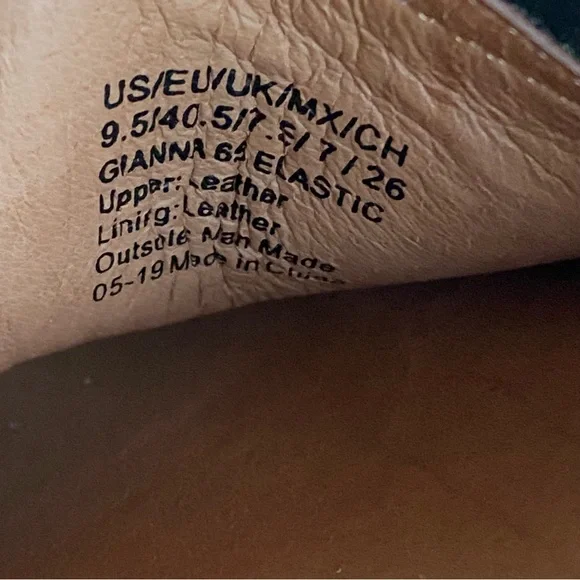 US/EU/UK/MX/CH
9.5/40.5/7.5/7/26
GIANNA 64 ELASTIC
Upper: Leather
Lining: Leather
Outsole Man Made
05-19 Made in China